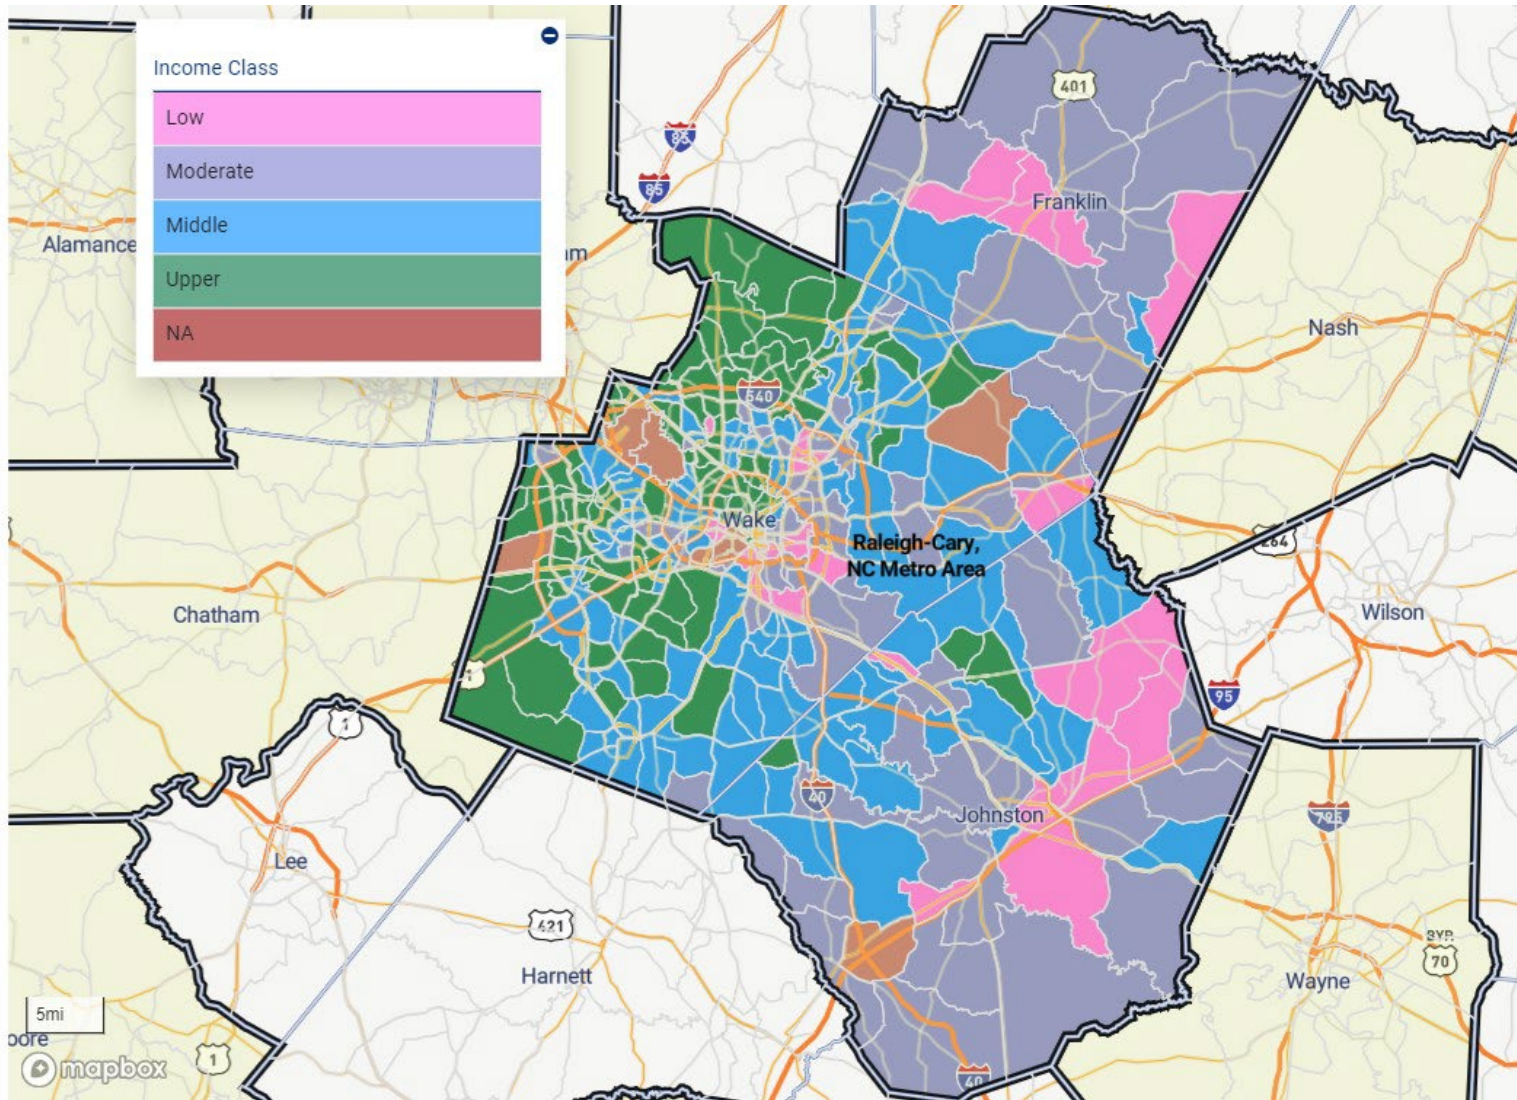 Income Class
Low
Moderate
Middle
Upper
NA
401
85
85
Franklin
Alamance
am
Nash
540
Wake
Raleigh-Cary,
NC Metro Area
264
Chatham
Wilson
1
95
1
40
Johnston
795
Lee
421
BYP
70
Harnett
Wayne
5mi
oore
1
mapbox
40